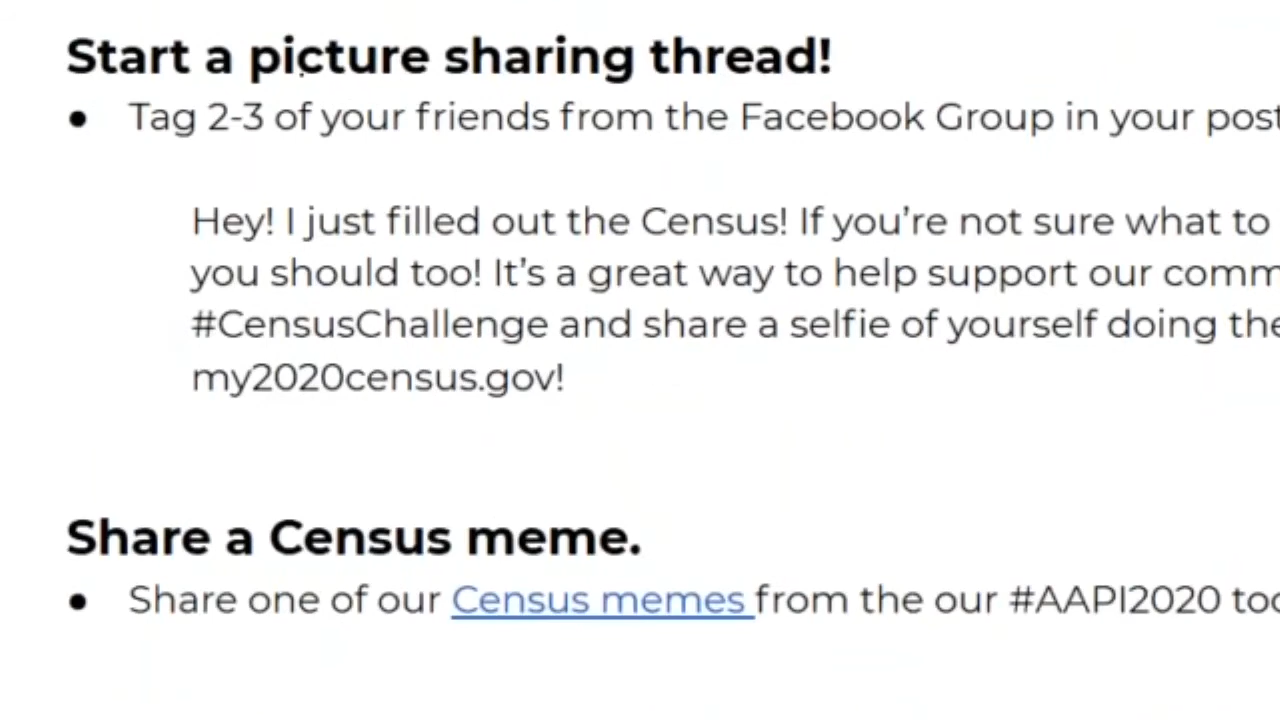 Start a picture sharing thread!
● Tag 2-3 of your friends from the Facebook Group in your post
Hey! I just filled out the Census! If you’re not sure what to
you should too! It’s a great way to help support our comm
#CensusChallenge and share a selfie of yourself doing the
my2020census.gov!
Share a Census meme.
● Share one of our Census memes from the our #AAPI2020